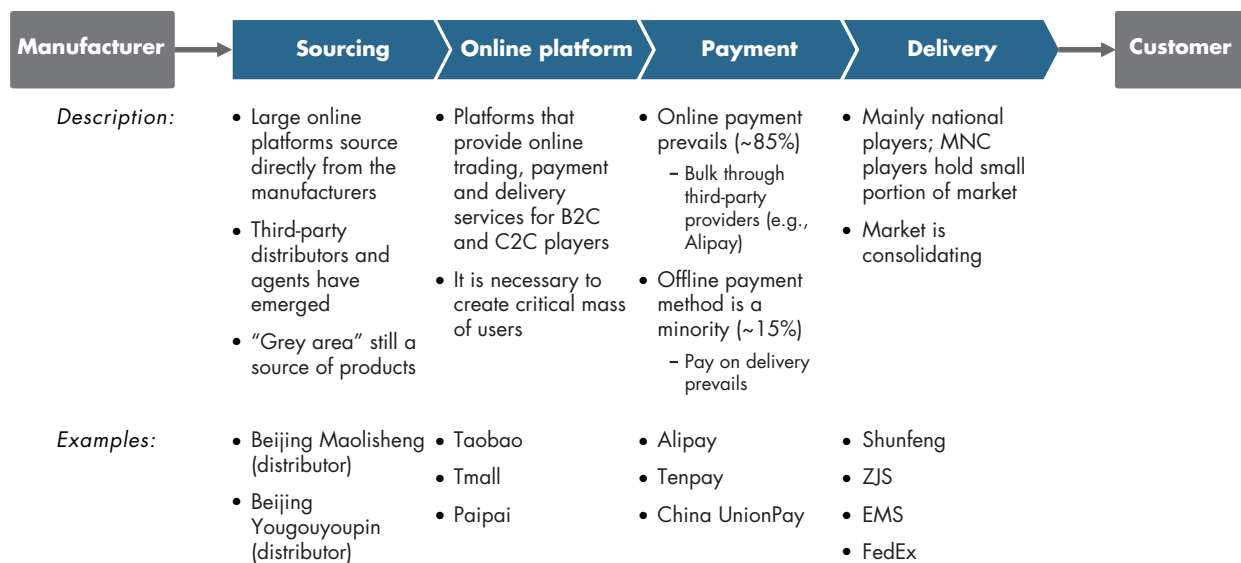 Manufacturer
Sourcing
Online platform
Payment
Delivery
Customer
Description:
• Large online
platforms source
directly from the
manufacturers
• Third-party
distributors and
agents have
emerged
• “Grey area” still a
source of products
• Platforms that
provide online
trading, payment
and delivery
services for B2C
and C2C players
• It is necessary to
create critical mass
of users
• Online payment
prevails (~85%)
– Bulk through
third-party
providers (e.g.,
Alipay)
• Offline payment
method is a
minority (~15%)
– Pay on delivery
prevails
• Mainly national
players; MNC
players hold small
portion of market
• Market is
consolidating
Examples:
• Beijing Maolisheng
(distributor)
• Beijing
Yougouyoupin
(distributor)
• Taobao
• Tmall
• Paipai
• Alipay
• Tenpay
• China UnionPay
• Shunfeng
• ZJS
• EMS
• FedEx